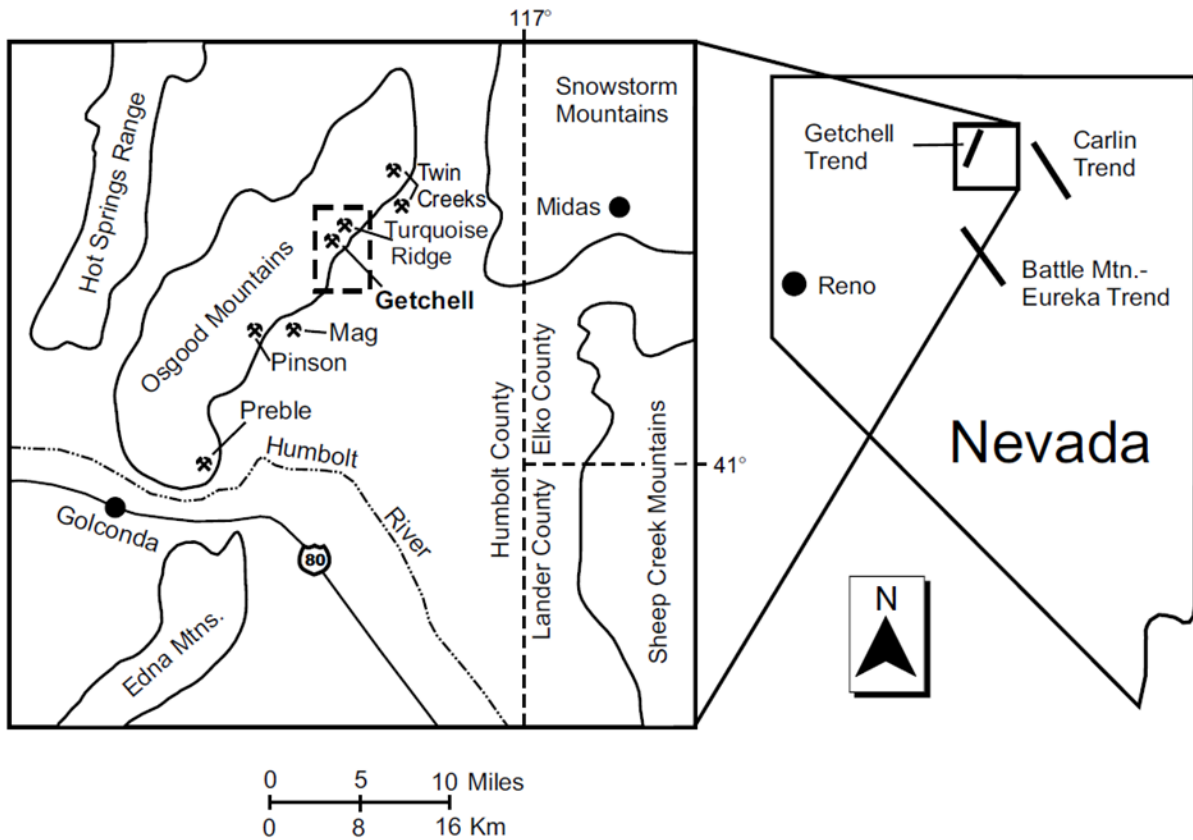 117°
Hot Springs Range
Snowstorm
Mountains
Twin
Creeks
Midas
Turquoise
Ridge
Getchell
Osgood Mountains
Mag
Pinson
Preble
Humbolt
River
Humbolt County
Elko County
41°
Lander County
Sheep Creek Mountains
Golconda
80
Edna Mtns.
0 5 10 Miles
0 8 16 Km
Getchell
Trend
Carlin
Trend
Reno
Battle Mtn.-
Eureka Trend
Nevada
N